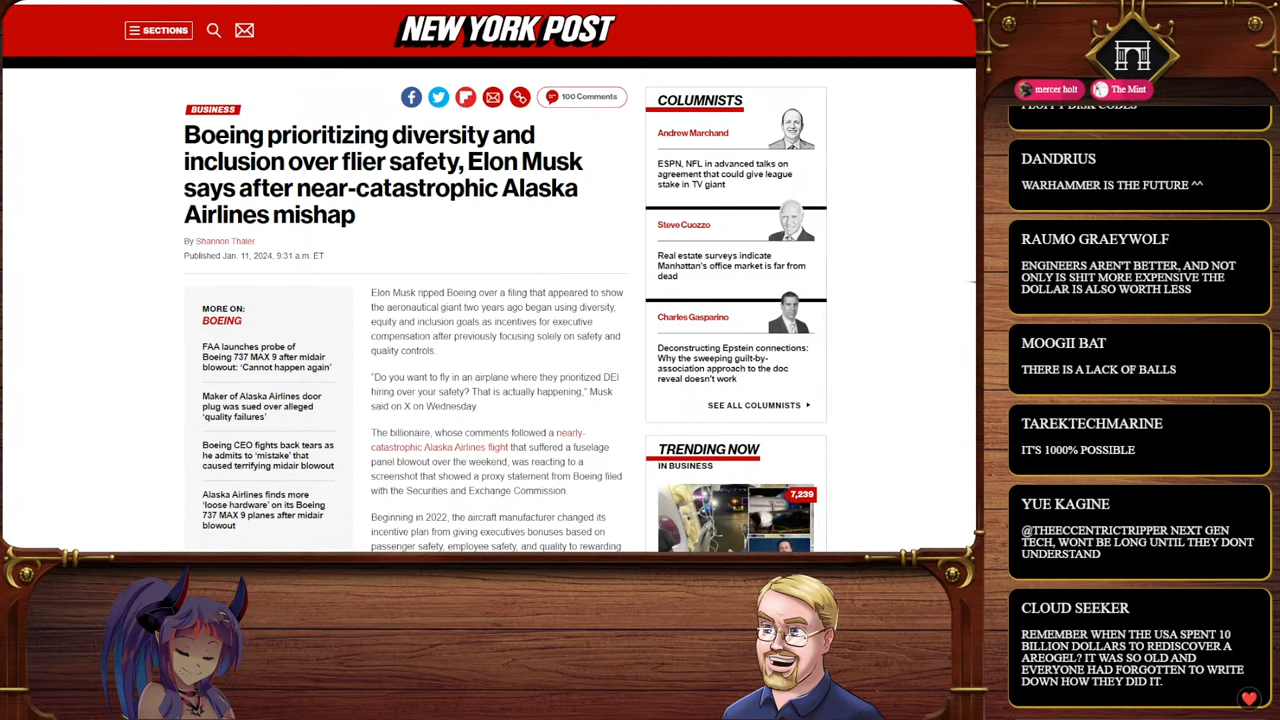 SECTIONS
NEW YORK POST
BUSINESS
100 Comments
Boeing prioritizing diversity and
inclusion over flier safety, Elon Musk
says after near-catastrophic Alaska
Airlines mishap
By Shannon Thaler
Published Jan. 11, 2024, 9:31 a.m. ET
MORE ON:
BOEING
FAA launches probe of
Boeing 737 MAX 9 after midair
blowout: 'Cannot happen again'
Maker of Alaska Airlines door
plug was sued over alleged
'quality failures'
Boeing CEO fights back tears as
he admits to 'mistake' that
caused terrifying midair blowout
Alaska Airlines finds more
'loose hardware' on its Boeing
737 MAX 9 planes after midair
blowout
Elon Musk ripped Boeing over a filing that appeared to show
the aeronautical giant two years ago began using diversity,
equity and inclusion goals as incentives for executive
compensation after previously focusing solely on safety and
quality controls.
"Do you want to fly in an airplane where they prioritized DEI
hiring over your safety? That is actually happening," Musk
said on X on Wednesday.
The billionaire, whose comments followed a nearly-
catastrophic Alaska Airlines flight that suffered a fuselage
panel blowout over the weekend, was reacting to a
screenshot that showed a proxy statement from Boeing filed
with the Securities and Exchange Commission.
Beginning in 2022, the aircraft manufacturer changed its
incentive plan from giving executives bonuses based on
passenger safety, employee safety, and quality to rewarding
COLUMNISTS
Andrew Marchand
ESPN, NFL in advanced talks on
agreement that could give league
stake in TV giant
Steve Cuozzo
Real estate surveys indicate
Manhattan's office market is far from
dead
Charles Gasparino
Deconstructing Epstein connections:
Why the sweeping guilt-by-
association approach to the doc
reveal doesn't work
SEE ALL COLUMNISTS
TRENDING NOW
IN BUSINESS
7,239
mercer holt
The Mint
DANDRIUS
WARHAMMER IS THE FUTURE ^^
RAUMO GRAEYWOLF
ENGINEERS AREN'T BETTER, AND NOT
ONLY IS SHIT MORE EXPENSIVE THE
DOLLAR IS ALSO WORTH LESS
MOOGII BAT
THERE IS A LACK OF BALLS
TAREKTECHMARINE
IT'S 1000% POSSIBLE
YUE KAGINE
@THEECCENTRICTRIPPER NEXT GEN
TECH, WONT BE LONG UNTIL THEY DONT
UNDERSTAND
CLOUD SEEKER
REMEMBER WHEN THE USA SPENT 10
BILLION DOLLARS TO REDISCOVER A
AREOGEL? IT WAS SO OLD AND
EVERYONE HAD FORGOTTEN TO WRITE
DOWN HOW THEY DID IT.